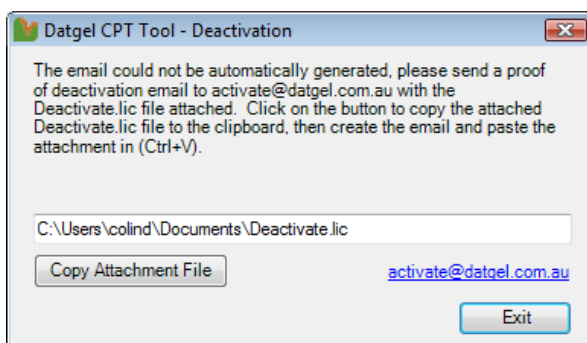 Datgel CPT Tool - Deactivation
The email could not be automatically generated, please send a proof
of deactivation email to activate@datgel.com.au with the
Deactivate.lic file attached.  Click on the button to copy the attached
Deactivate.lic file to the clipboard, then create the email and paste the
attachment in (Ctrl+V).
C:\Users\colind\Documents\Deactivate.lic
Copy Attachment File activate@datgel.com.au
Exit